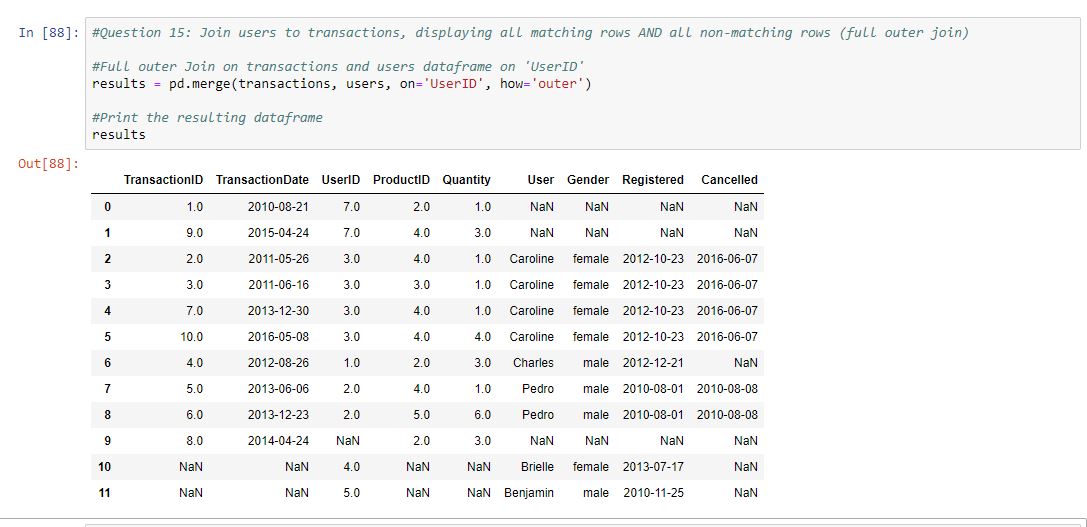 In [88]: #Question 15: Join users to transactions, displaying all matching rows AND all non-matching rows (full outer join)
#Full outer Join on transactions and users dataframe on 'UserID'
results = pd.merge(transactions, users, on='UserID', how='outer')
#Print the resulting dataframe
results
Out[88]:
TransactionID TransactionDate UserID ProductID Quantity User Gender Registered Cancelled
0 1.0 2010-08-21 7.0 2.0 1.0 NaN NaN NaN NaN
1 9.0 2015-04-24 7.0 4.0 3.0 NaN NaN NaN NaN
2 2.0 2011-05-26 3.0 4.0 1.0 Caroline female 2012-10-23 2016-06-07
3 3.0 2011-06-16 3.0 3.0 1.0 Caroline female 2012-10-23 2016-06-07
4 7.0 2013-12-30 3.0 4.0 1.0 Caroline female 2012-10-23 2016-06-07
5 10.0 2016-05-08 3.0 4.0 4.0 Caroline female 2012-10-23 2016-06-07
6 4.0 2012-08-26 1.0 2.0 3.0 Charles male 2012-12-21 NaN
7 5.0 2013-06-06 2.0 4.0 1.0 Pedro male 2010-08-01 2010-08-08
8 6.0 2013-12-23 2.0 5.0 6.0 Pedro male 2010-08-01 2010-08-08
9 8.0 2014-04-24 NaN 2.0 3.0 NaN NaN NaN NaN
10 NaN NaN 4.0 NaN NaN Brielle female 2013-07-17 NaN
11 NaN NaN 5.0 NaN NaN Benjamin male 2010-11-25 NaN